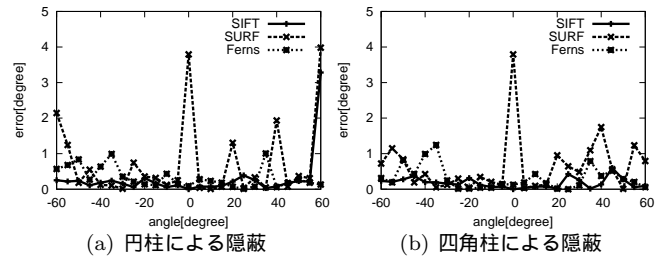 5
4
3
2
1
0
error[degree]
-60 -40 -20 0 20 40 60
angle[degree]
SIFT
SURF
Ferns
(a) 円柱による隠蔽
5
4
3
2
1
0
error[degree]
-60 -40 -20 0 20 40 60
angle[degree]
SIFT
SURF
Ferns
(b) 四角柱による隠蔽